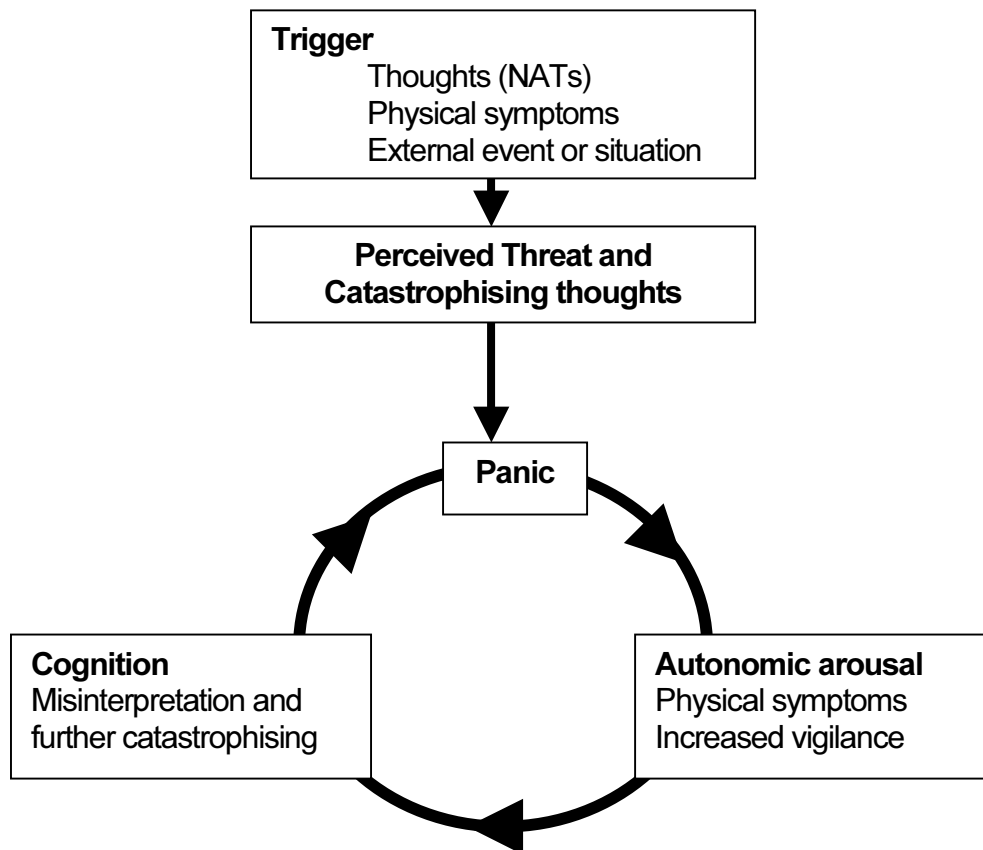 Trigger
Thoughts (NATs)
Physical symptoms
External event or situation
Perceived Threat and
Catastrophising thoughts
Panic
Cognition
Misinterpretation and
further catastrophising
Autonomic arousal
Physical symptoms
Increased vigilance